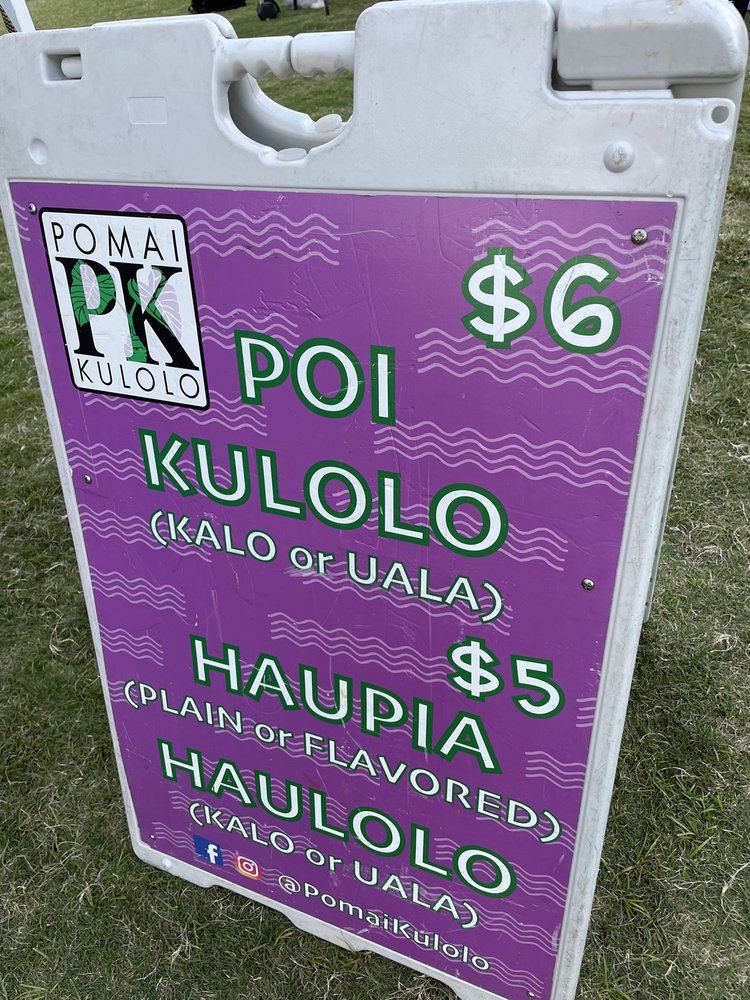 POMAI
PK
KULOLO
$6
POI
KULOLO
(KALO or UALA)
$5
HAUPIA
(PLAIN or FLAVORED)
HAULOLO
(KALO or UALA)
f @PomaiKulolo